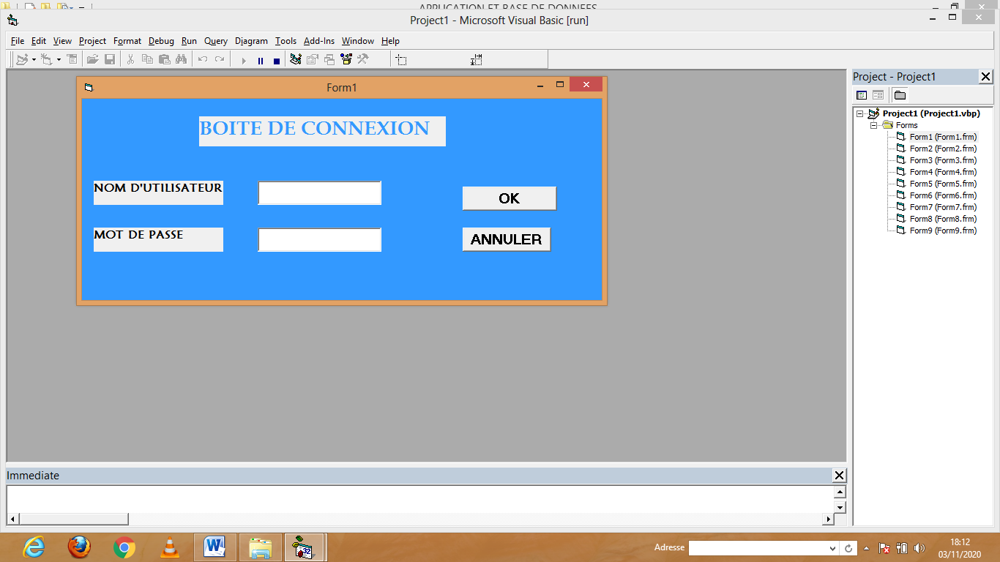 APPLICATION ET BASE DE DONNEES
Project1 - Microsoft Visual Basic [run]
File Edit View Project Format Debug Run Query Diagram Tools Add-Ins Window Help
Form1
BOITE DE CONNEXION
NOM D'UTILISATEUR
OK
MOT DE PASSE
ANNULER
Project - Project1
Project1 (Project1.vbp)
Forms
Form1 (Form1.frm)
Form2 (Form2.frm)
Form3 (Form3.frm)
Form4 (Form4.frm)
Form5 (Form5.frm)
Form6 (Form6.frm)
Form7 (Form7.frm)
Form8 (Form8.frm)
Form9 (Form9.frm)
Immediate
Adresse
18:12
03/11/2020